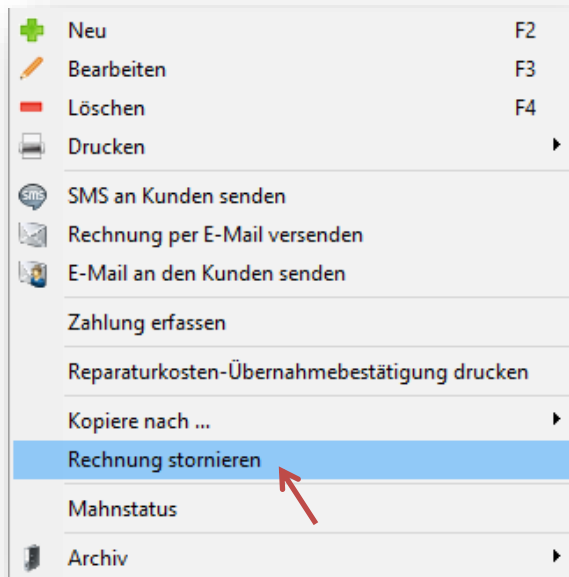 Neu F2
Bearbeiten F3
Löschen F4
Drucken
SMS an Kunden senden
Rechnung per E-Mail versenden
E-Mail an den Kunden senden
Zahlung erfassen
Reparaturkosten-Übernahmebestätigung drucken
Kopiere nach ...
Rechnung stornieren
Mahnstatus
Archiv